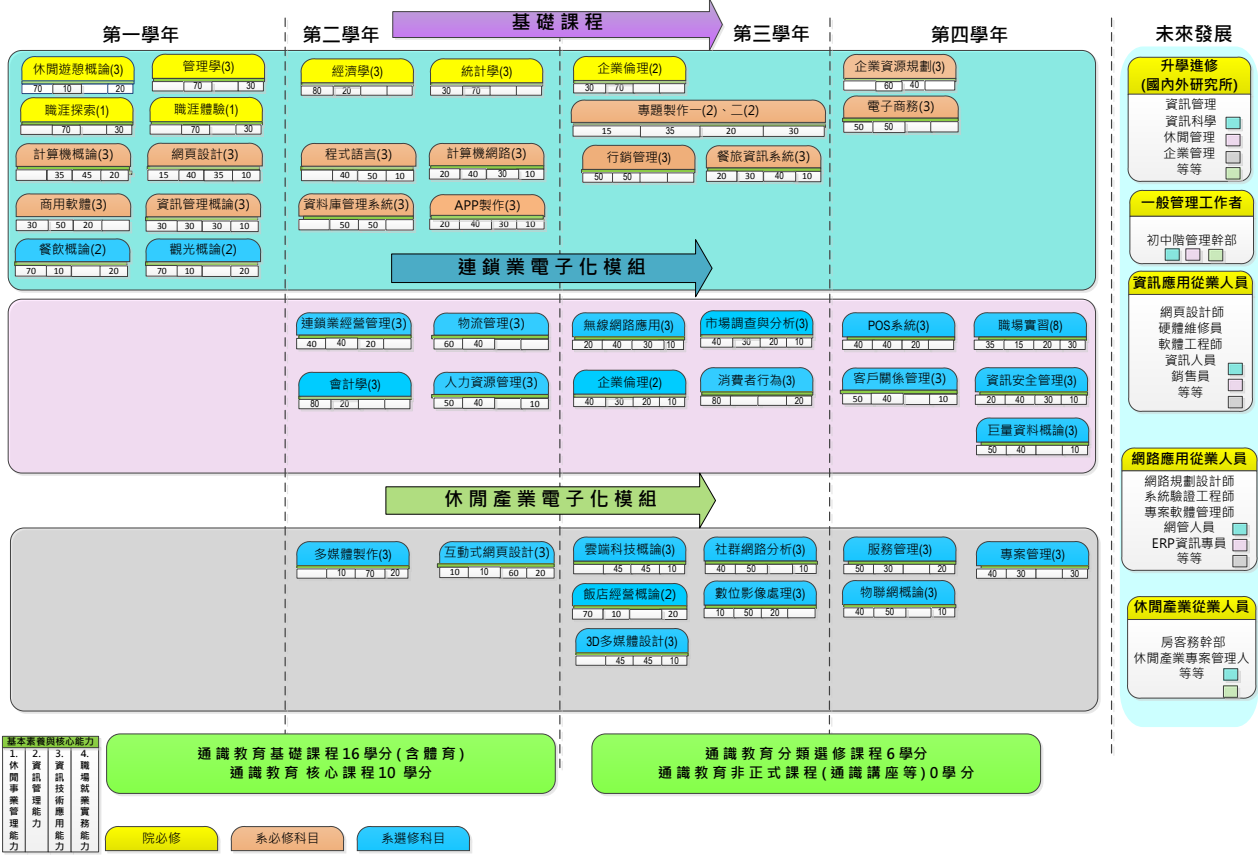 基礎課程
第一學年
第二學年
第三學年
第四學年
未來發展
休閒遊憩概論(3)
70 10 20
管理學(3)
70 30
經濟學(3)
80 20
統計學(3)
30 70
企業倫理(2)
30 70
企業資源規劃(3)
60 40
職涯探索(1)
70 30
職涯體驗(1)
70 30
專題製作一(2)、二(2)
15 35 20 30
電子商務(3)
50 50
計算機概論(3)
35 45 20
網頁設計(3)
15 40 35 10
程式語言(3)
40 50 10
計算機網路(3)
20 40 30 10
行銷管理(3)
50 50
餐旅資訊系統(3)
20 30 40 10
商用軟體(3)
30 50 20
資訊管理概論(3)
30 30 30 10
資料庫管理系統(3)
50 50
APP製作(3)
20 40 30 10
餐飲概論(2)
70 10 20
觀光概論(2)
70 10 20
連鎖業電子化模組
連鎖業經營管理(3)
40 40 20
物流管理(3)
60 40
無線網路應用(3)
20 40 30 10
市場調查與分析(3)
40 30 20 10
POS系統(3)
40 40 20
職場實習(8)
35 15 20 30
會計學(3)
80 20
人力資源管理(3)
50 40 10
企業倫理(2)
40 30 20 10
消費者行為(3)
80 20
客戶關係管理(3)
50 40 10
資訊安全管理(3)
20 40 30 10
巨量資料概論(3)
50 40 10
休閒產業電子化模組
多媒體製作(3)
10 70 20
互動式網頁設計(3)
10 10 60 20
雲端科技概論(3)
45 45 10
社群網路分析(3)
40 50 10
服務管理(3)
50 30 20
專案管理(3)
40 30 30
飯店經營概論(2)
70 10 20
數位影像處理(3)
10 50 20
物聯網概論(3)
40 50 10
3D多媒體設計(3)
45 45 10
升學進修
(國內外研究所)
資訊管理
資訊科學
休閒管理
企業管理
等等
一般管理工作者
初中階管理幹部
資訊應用從業人員
網頁設計師
硬體維修員
軟體工程師
資訊人員
銷售員
等等
網路應用從業人員
網路規劃設計師
系統驗證工程師
專案軟體管理師
網管人員
ERP資訊專員
等等
休閒產業從業人員
房客務幹部
休閒產業專案管理人
等等
基本素養與核心能力
1.休閒事業管理能力
2.資訊管理能力
3.資訊技術應用能力
4.職場就業實務能力
通識教育基礎課程16學分(含體育)
通識教育 核心課程10 學分
通識教育分類選修課程6學分
通識教育非正式課程(通識講座等)0學分
院必修
系必修科目
系選修科目